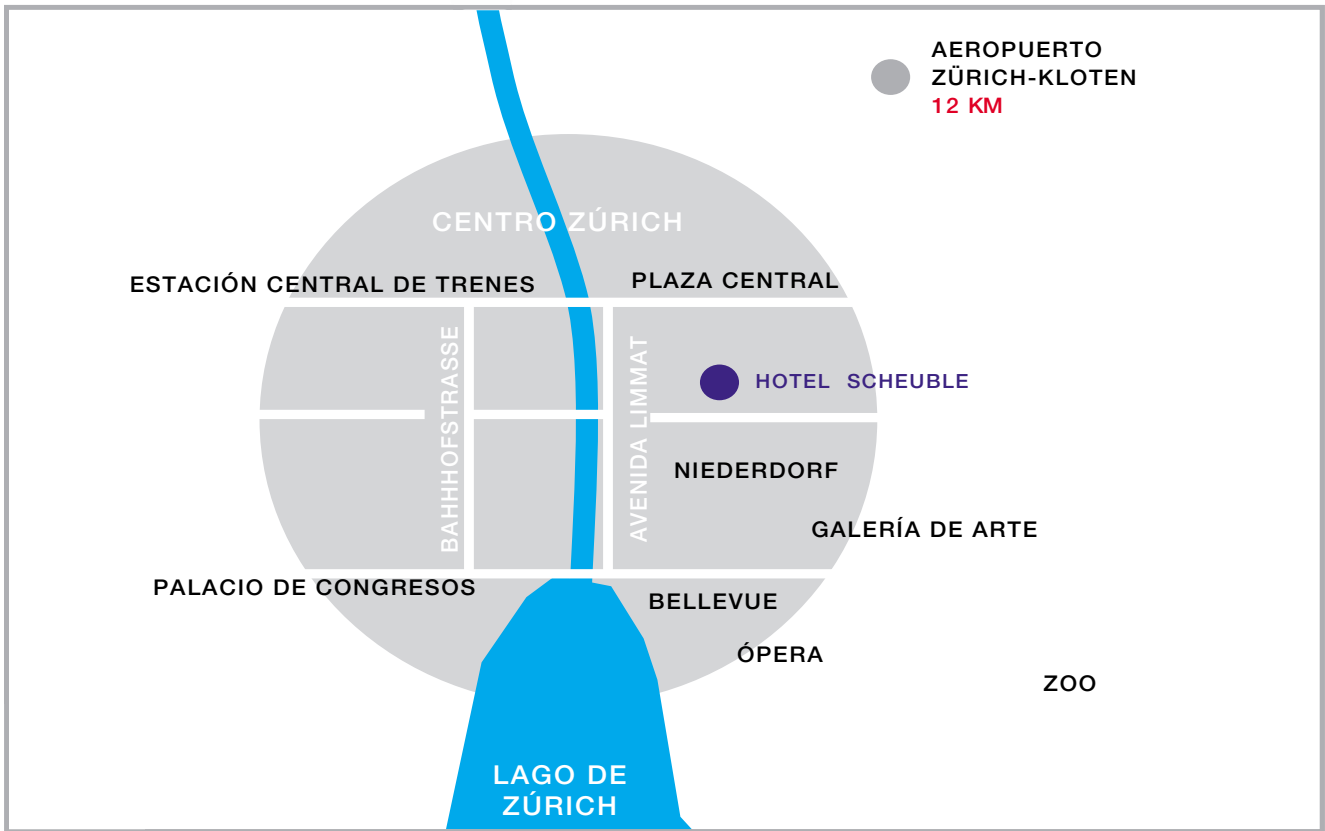 AEROPUERTO
ZÜRICH-KLOTEN
12 KM
CENTRO ZÚRICH
ESTACIÓN CENTRAL DE TRENES
PLAZA CENTRAL
BAHHHOFSTRASSE
AVENIDA LIMMAT
HOTEL SCHEUBLE
NIEDERDORF
GALERÍA DE ARTE
PALACIO DE CONGRESOS
BELLEVUE
ÓPERA
ZOO
LAGO DE
ZÚRICH